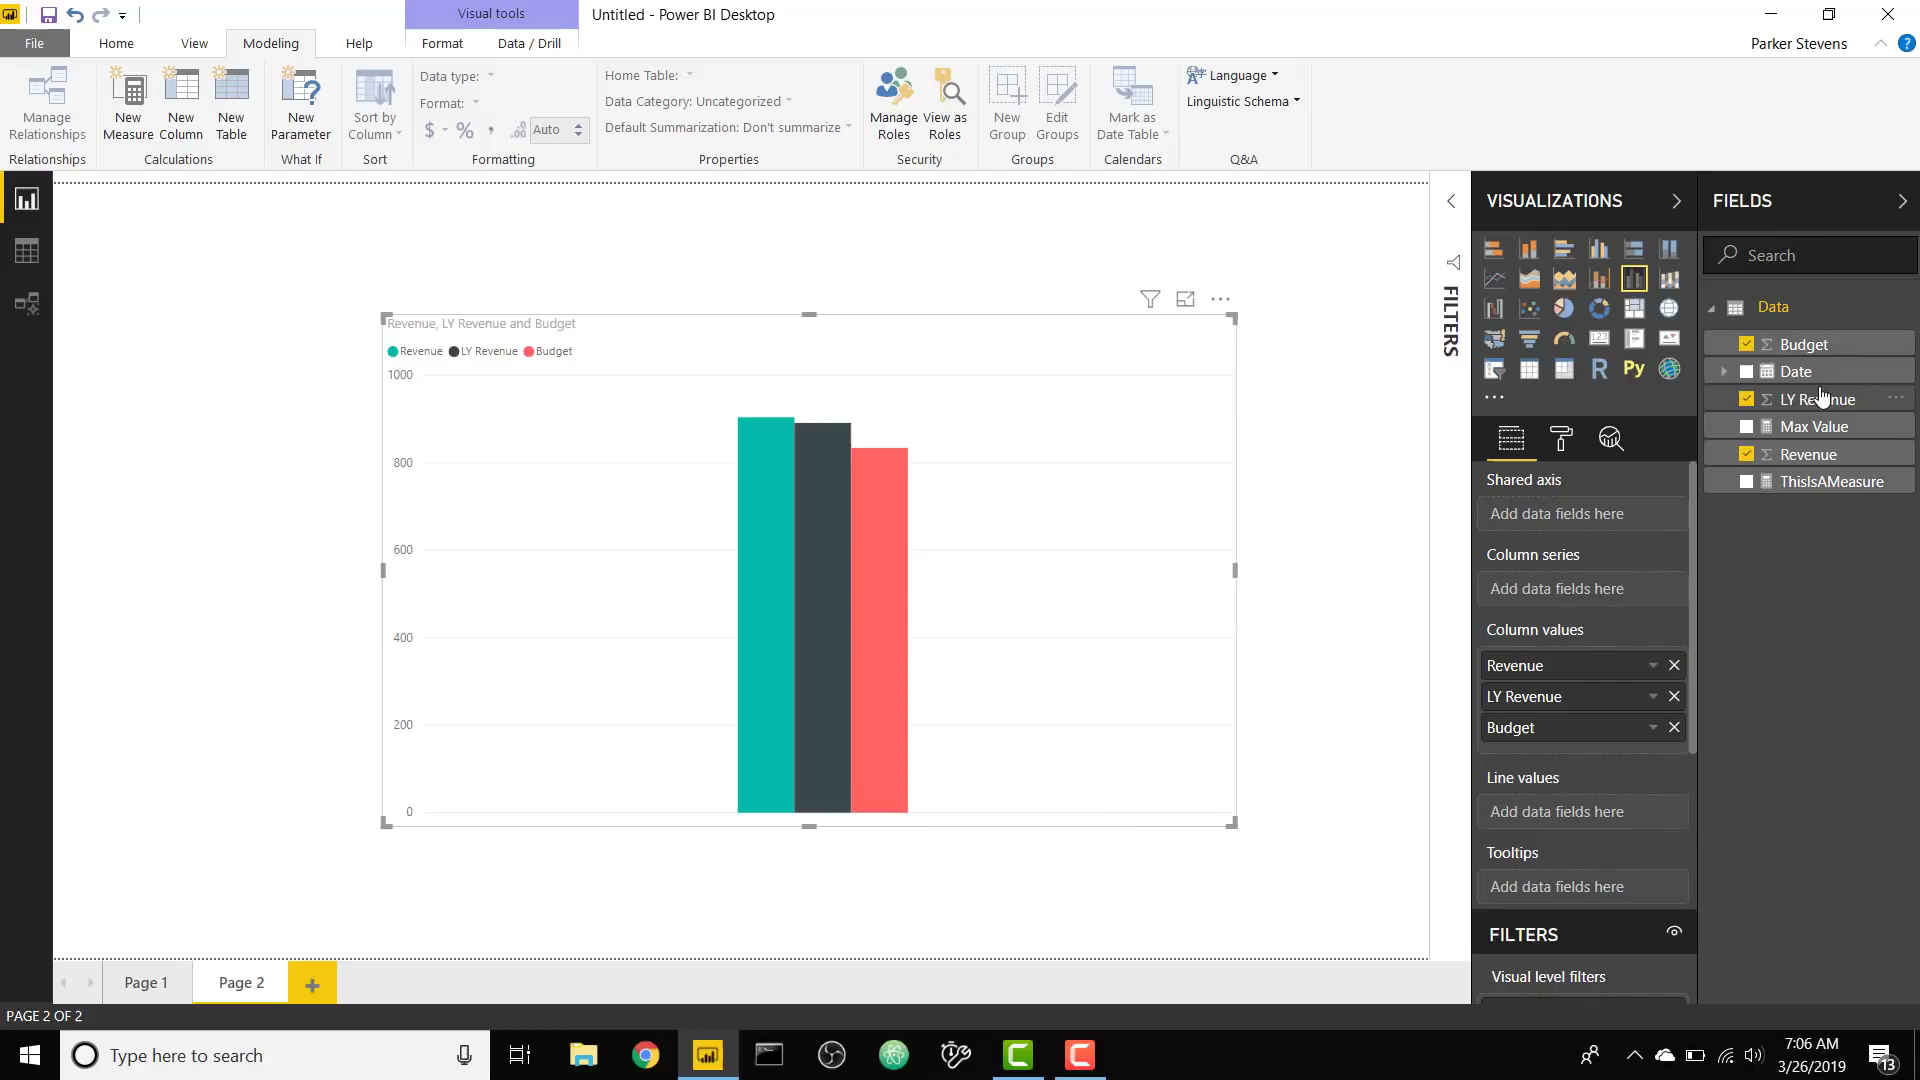 Visual tools
Untitled - Power BI Desktop
File
Home
View
Modeling
Help
Format
Data / Drill
Parker Stevens
?
Manage
Relationships
New
Measure
New
Column
New
Table
New
Parameter
Sort by
Column
Data type:
Format:
$ % , .00 Auto
Home Table:
Data Category: Uncategorized
Default Summarization: Don't summarize
Manage
Roles
View as
Roles
New
Group
Edit
Groups
Mark as
Date Table
Language
Linguistic Schema
Relationships
Calculations
What If
Sort
Formatting
Properties
Security
Groups
Calendars
Q&A
Revenue, LY Revenue and Budget
Revenue LY Revenue Budget
1000
800
600
400
200
0
FILTERS
VISUALIZATIONS
R
Py
Shared axis
Add data fields here
Column series
Add data fields here
Column values
Revenue
LY Revenue
Budget
Line values
Add data fields here
Tooltips
Add data fields here
FILTERS
Visual level filters
FIELDS
Search
Data
Budget
Date
LY Revenue
Max Value
Revenue
ThisIsAMeasure
Page 1
Page 2
+
PAGE 2 OF 2
Type here to search
7:06 AM
3/26/2019
13